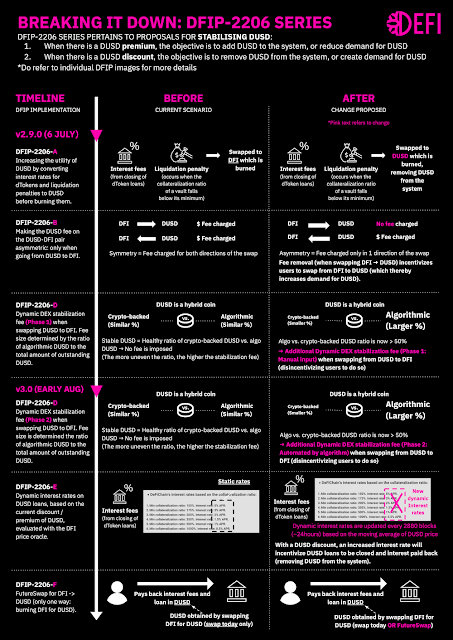 BREAKING IT DOWN: DFIP-2206 SERIES
DEFI
DFIP-2206 SERIES PERTAINS TO PROPOSALS FOR STABILISING DUSD:
1. When there is a DUSD premium, the objective is to add DUSD to the system, or reduce demand for DUSD
2. When there is a DUSD discount, the objective is to remove DUSD from the system, or create demand for DUSD
*Do refer to individual DFIP images for more details
TIMELINE
DFIP IMPLEMENTATION
BEFORE
CURRENT SCENARIO
AFTER
CHANGE PROPOSED
*Pink text refers to change
v2.9.0 (6 JULY)
DFIP-2206-A
Increasing the utility of
DUSD by converting
interest rates for
dTokens and liquidation
penalties to DUSD
before burning them.
%
Interest fees
(from closing of
dToken loans)
Liquidation penalty
(occurs when the
collateralization ratio
of a vault falls
below its minimum)
Swapped to
DFI which is
burned
%
Interest fees
(from closing of
dToken loans)
Liquidation penalty
(occurs when the
collateralization ratio
of a vault falls
below its minimum)
Swapped to
DUSD which is
burned,
removing DUSD
from the
system
DFIP-2206-B
Making the DUSD fee on
the DUSD-DFI pair
asymmetric: only when
going from DUSD to DFI.
DFI DUSD $ Fee charged
DFI DUSD $ Fee charged
Symmetry = Fee charged for both directions of the swap
DFI DUSD No fee charged
DFI DUSD $ Fee charged
Asymmetry = Fee charged only in 1 direction of the swap
Fee removal (when swapping DFI → DUSD) incentivizes
users to swap from DFI to DUSD (which thereby
increases demand for DUSD).
DFIP-2206-D
Dynamic DEX stabilization
fee (Phase 1) when
swapping DUSD to DFI. Fee
size determined by the ratio
of algorithmic DUSD to the
total amount of outstanding
DUSD.
DUSD is a hybrid coin
Crypto-backed
(Similar %)
vs.
Algorithmic
(Similar %)
Stable DUSD = Healthy ratio of crypto-backed DUSD vs. algo
DUSD → No fee is imposed
(The more uneven the ratio, the higher the stabilization fee)
DUSD is a hybrid coin
Crypto-backed
(Smaller %)
vs.
Algorithmic
(Larger %)
Algo vs. crypto-backed DUSD ratio is now > 50%
→ Additional Dynamic DEX stabilization fee (Phase 1:
Manual input) when swapping from DUSD to DFI
(disincentivizing users to do so)
v3.0 (EARLY AUG)
DFIP-2206-D
Dynamic DEX stabilization
fee (Phase 2) when
swapping DUSD to DFI. Fee
size is determined the ratio
of algorithmic DUSD to the
total amount of outstanding
DUSD.
DUSD is a hybrid coin
Crypto-backed
(Similar %)
vs.
Algorithmic
(Similar %)
Stable DUSD = Healthy ratio of crypto-backed DUSD vs. algo
DUSD → No fee is imposed
(The more uneven the ratio, the higher the stabilization fee)
DUSD is a hybrid coin
Crypto-backed
(Smaller %)
vs.
Algorithmic
(Larger %)
Algo vs. crypto-backed DUSD ratio is now > 50%
→ Additional Dynamic DEX stabilization fee (Phase 2:
Automated by algorithm) when swapping from DUSD to
DFI (disincentivizing users to do so)
DFIP-2206-E
Dynamic interest rates on
DUSD loans, based on the
current discount /
premium of DUSD,
evaluated with the DFI
price oracle.
%
Interest fees
(from closing of
dToken loans)
Static rates
DeFiChain's interest rates based on the collateralization ratio:
%
Interest fees
(from closing of
dToken loans)
DeFiChain's interest rates based on the collateralization ratio:
New
dynamic
interest
rates
Dynamic interest rates are updated every 2800 blocks
(~24hours) based on the moving average of DUSD price
With a DUSD discount, an increased interest rate will
incentivize DUSD loans to be closed and interest paid back
(removing DUSD from the system).
DFIP-2206-F
FutureSwap for DFI ->
DUSD (only one way:
burning DFI for DUSD).
Pays back interest fees and
loan in DUSD
DUSD obtained by swapping
DFI for DUSD (swap today only)
Pays back interest fees and
loan in DUSD
DUSD obtained by swapping DFI for
DUSD (swap today OR FutureSwap)